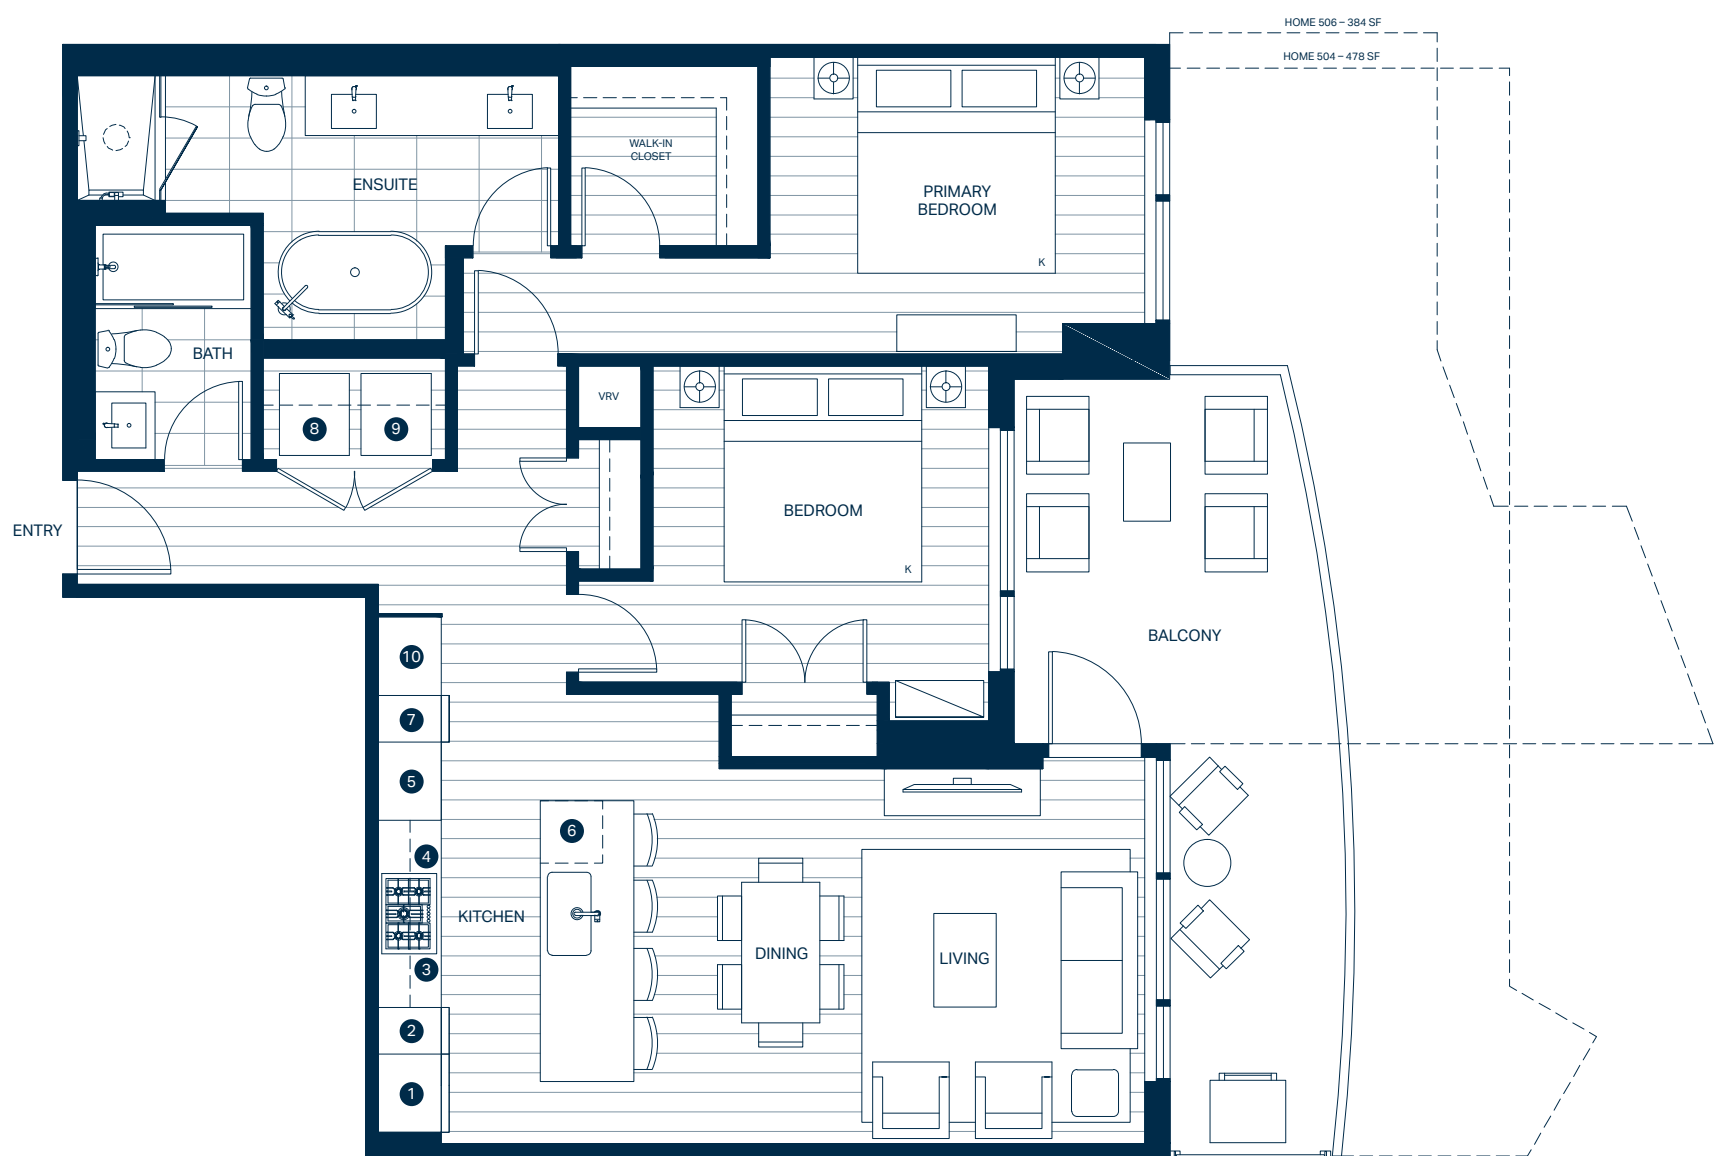 HOME 506 – 384 SF
HOME 504 – 478 SF
WALK-IN
CLOSET
ENSUITE
PRIMARY
BEDROOM
K
BATH
VRV
8
9
BEDROOM
ENTRY
K
BALCONY
10
7
5
6
4
KITCHEN
DINING
LIVING
3
2
1